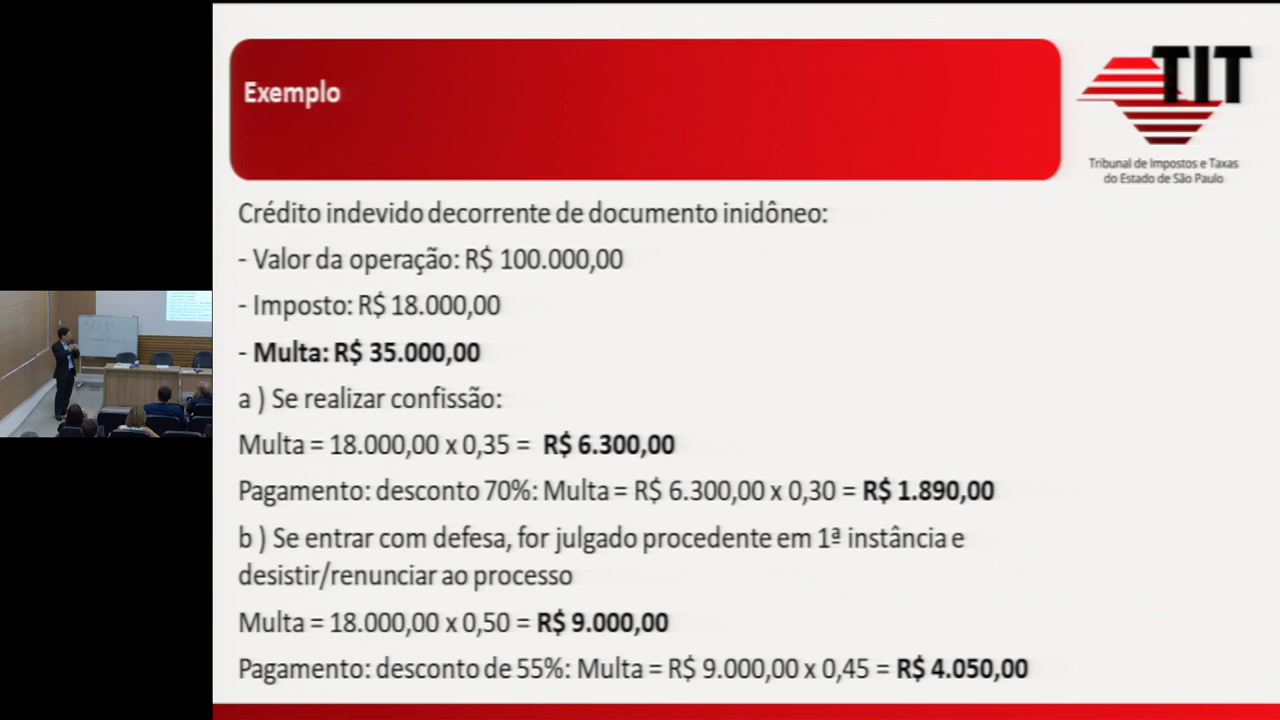 Exemplo
TIT
Tribunal de Impostos e Taxas
do Estado de São Paulo
Crédito indevido decorrente de documento inidôneo:
- Valor da operação: R$ 100.000,00
- Imposto: R$ 18.000,00
- Multa: R$ 35.000,00
a ) Se realizar confissão:
Multa = 18.000,00 x 0,35 = R$ 6.300,00
Pagamento: desconto 70%: Multa = R$ 6.300,00 x 0,30 = R$ 1.890,00
b ) Se entrar com defesa, for julgado procedente em 1ª instância e
desistir/renunciar ao processo
Multa = 18.000,00 x 0,50 = R$ 9.000,00
Pagamento: desconto de 55%: Multa = R$ 9.000,00 x 0,45 = R$ 4.050,00